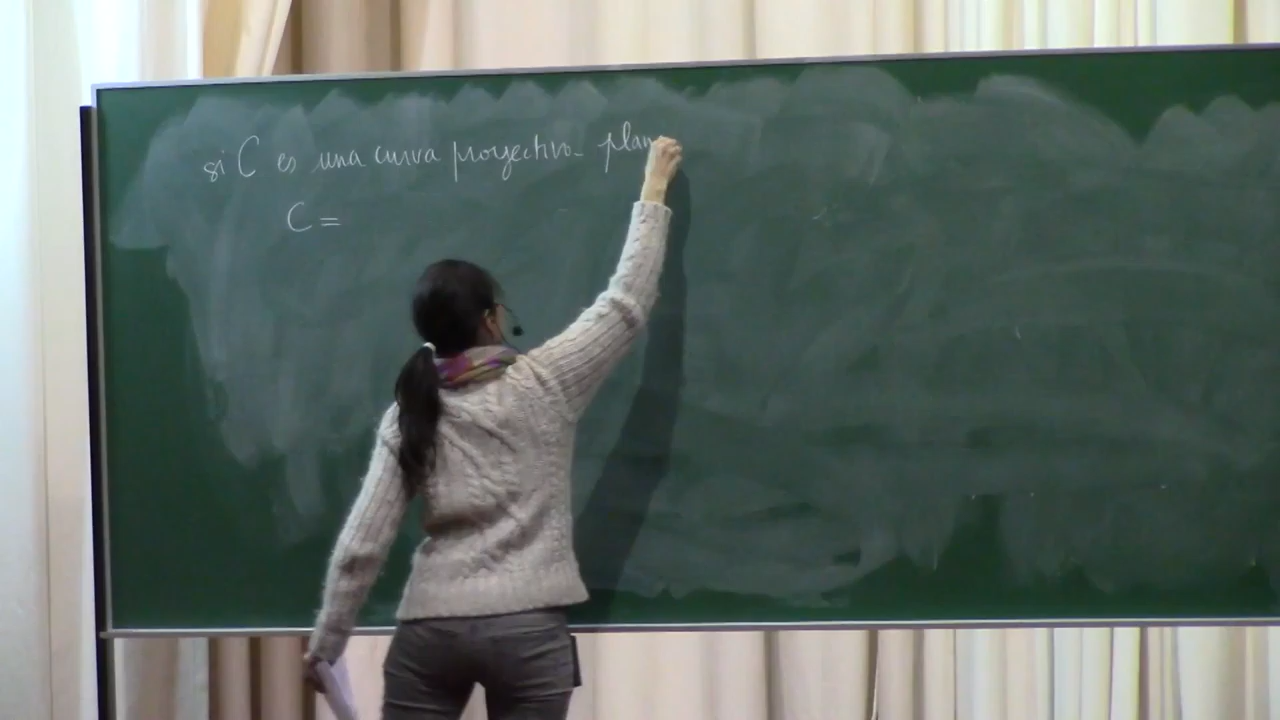 si C es una curva proyectiva- plan
C =